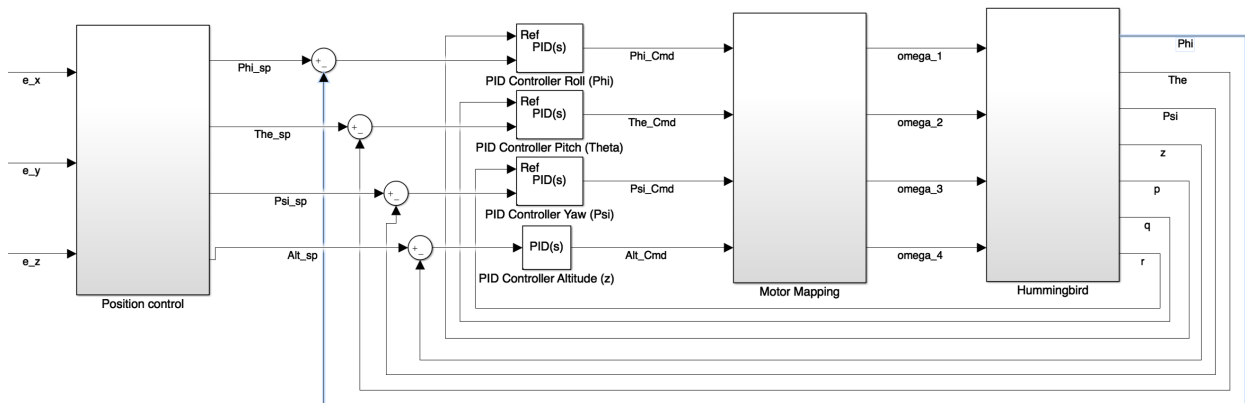 e_x
e_y
e_z
Position control
Phi_sp
The_sp
Psi_sp
Alt_sp
+
−
+
−
+
−
+
−
Ref
PID(s)
PID Controller Roll (Phi)
Ref
PID(s)
PID Controller Pitch (Theta)
Ref
PID(s)
PID Controller Yaw (Psi)
PID(s)
PID Controller Altitude (z)
Phi_Cmd
The_Cmd
Psi_Cmd
Alt_Cmd
Motor Mapping
omega_1
omega_2
omega_3
omega_4
Hummingbird
Phi
The
Psi
z
p
q
r